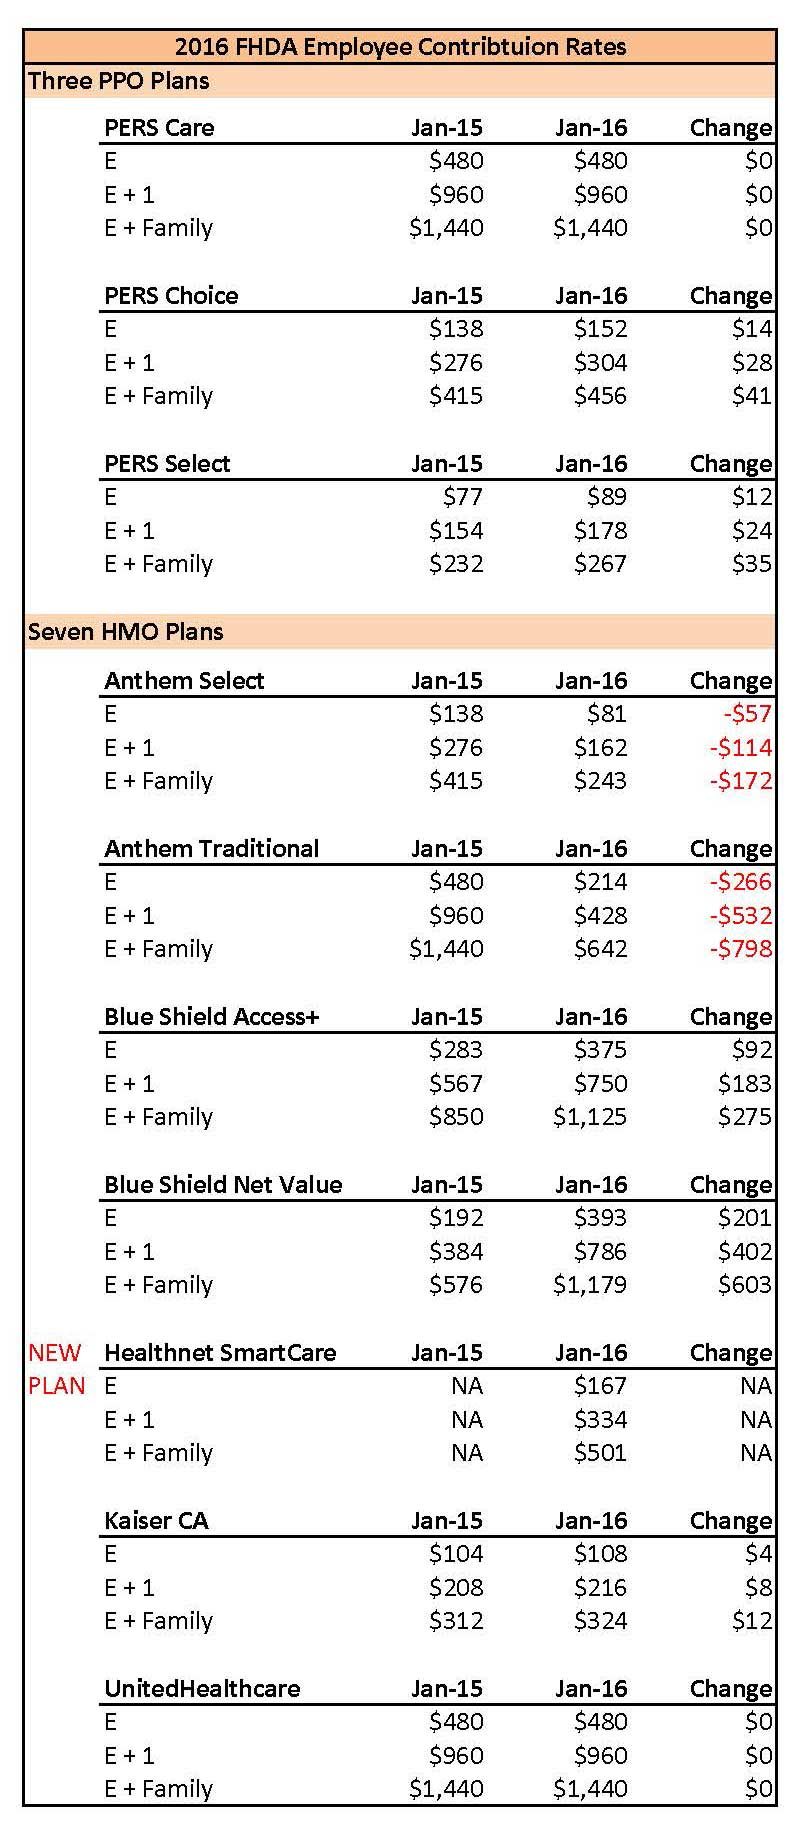 2016 FHDA Employee Contribtuion Rates
Three PPO Plans
PERS Care Jan-15 Jan-16 Change
E $480 $480 $0
E + 1 $960 $960 $0
E + Family $1,440 $1,440 $0
PERS Choice Jan-15 Jan-16 Change
E $138 $152 $14
E + 1 $276 $304 $28
E + Family $415 $456 $41
PERS Select Jan-15 Jan-16 Change
E $77 $89 $12
E + 1 $154 $178 $24
E + Family $232 $267 $35
Seven HMO Plans
Anthem Select Jan-15 Jan-16 Change
E $138 $81 -$57
E + 1 $276 $162 -$114
E + Family $415 $243 -$172
Anthem Traditional Jan-15 Jan-16 Change
E $480 $214 -$266
E + 1 $960 $428 -$532
E + Family $1,440 $642 -$798
Blue Shield Access+ Jan-15 Jan-16 Change
E $283 $375 $92
E + 1 $567 $750 $183
E + Family $850 $1,125 $275
Blue Shield Net Value Jan-15 Jan-16 Change
E $192 $393 $201
E + 1 $384 $786 $402
E + Family $576 $1,179 $603
NEW Healthnet SmartCare Jan-15 Jan-16 Change
PLAN E NA $167 NA
E + 1 NA $334 NA
E + Family NA $501 NA
Kaiser CA Jan-15 Jan-16 Change
E $104 $108 $4
E + 1 $208 $216 $8
E + Family $312 $324 $12
UnitedHealthcare Jan-15 Jan-16 Change
E $480 $480 $0
E + 1 $960 $960 $0
E + Family $1,440 $1,440 $0